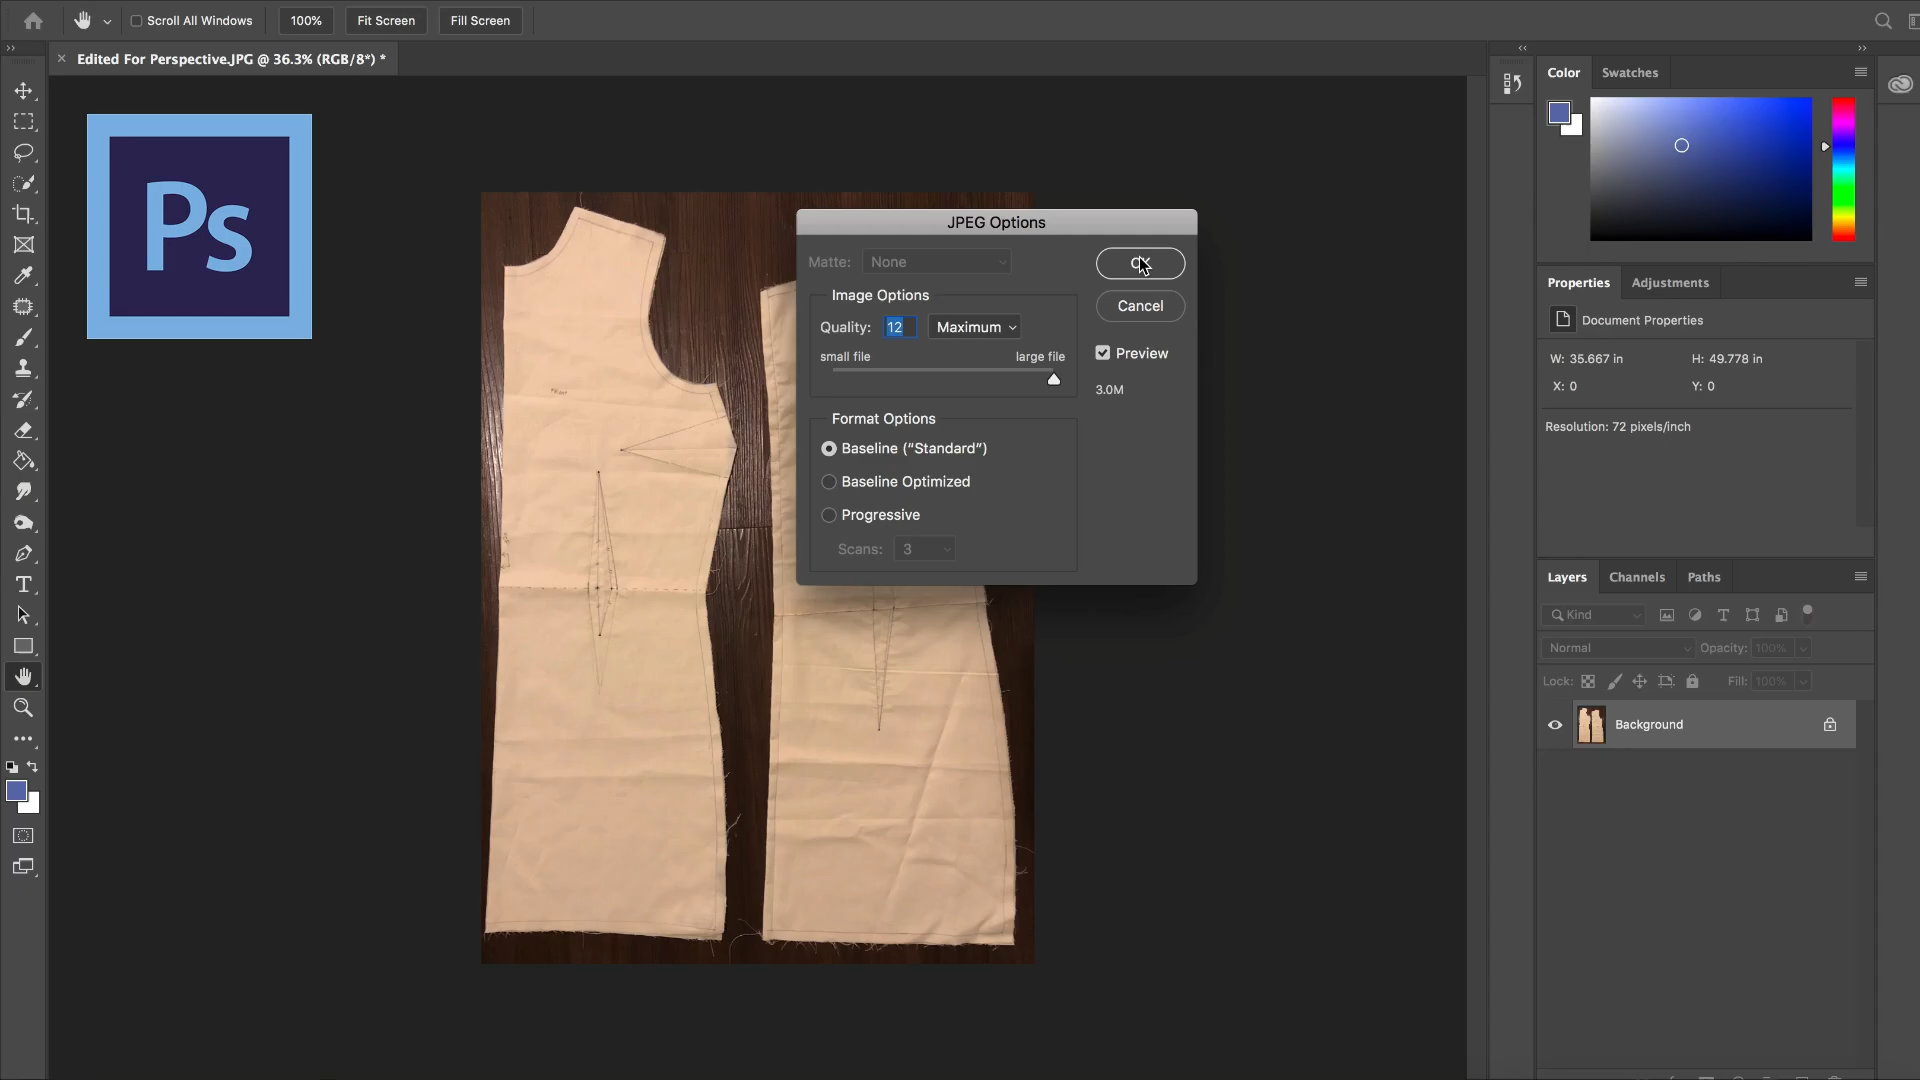 Scroll All Windows
100%
Fit Screen
Fill Screen
Edited For Perspective.JPG @ 36.3% (RGB/8*) *
Ps
JPEG Options
Matte: None
OK
Image Options
Cancel
Quality: 12 Maximum
small file large file
Preview
3.0M
Format Options
Baseline (“Standard”)
Baseline Optimized
Progressive
Scans: 3
Color
Swatches
Properties
Adjustments
Document Properties
W: 35.667 in H: 49.778 in
X: 0 Y: 0
Resolution: 72 pixels/inch
Layers
Channels
Paths
Kind
Normal
Opacity: 100%
Lock:
Fill: 100%
Background